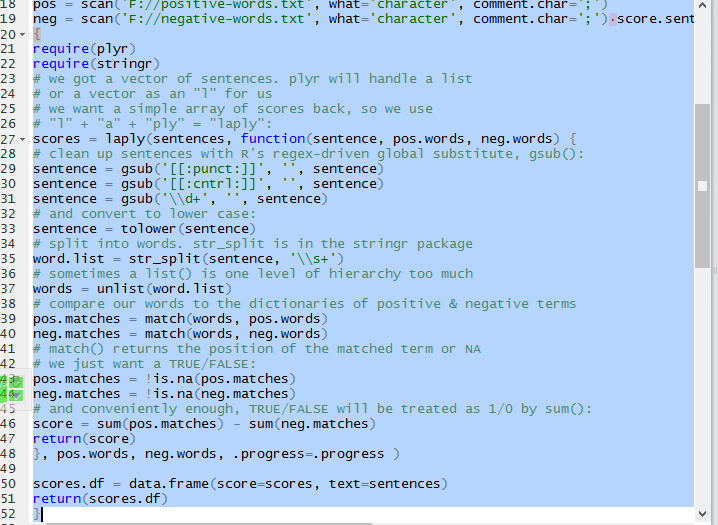 18 pos = scan('F://positive-words.txt', what='character', comment.char=';')
19 neg = scan('F://negative-words.txt', what='character', comment.char=';') score.sent
20 {
21 require(plyr)
22 require(stringr)
23 # we got a vector of sentences. plyr will handle a list
24 # or a vector as an "l" for us
25 # we want a simple array of scores back, so we use
26 # "l" + "a" + "ply" = "laply":
27 scores = laply(sentences, function(sentence, pos.words, neg.words) {
28 # clean up sentences with R's regex-driven global substitute, gsub():
29 sentence = gsub('[[:punct:]]', '', sentence)
30 sentence = gsub('[[:cntrl:]]', '', sentence)
31 sentence = gsub('\\d+', '', sentence)
32 # and convert to lower case:
33 sentence = tolower(sentence)
34 # split into words. str_split is in the stringr package
35 word.list = str_split(sentence, '\\s+')
36 # sometimes a list() is one level of hierarchy too much
37 words = unlist(word.list)
38 # compare our words to the dictionaries of positive & negative terms
39 pos.matches = match(words, pos.words)
40 neg.matches = match(words, neg.words)
41 # match() returns the position of the matched term or NA
42 # we just want a TRUE/FALSE:
43 pos.matches = !is.na(pos.matches)
44 neg.matches = !is.na(neg.matches)
45 # and conveniently enough, TRUE/FALSE will be treated as 1/0 by sum():
46 score = sum(pos.matches) - sum(neg.matches)
47 return(score)
48 }, pos.words, neg.words, .progress=.progress )
49
50 scores.df = data.frame(score=scores, text=sentences)
51 return(scores.df)
52 }